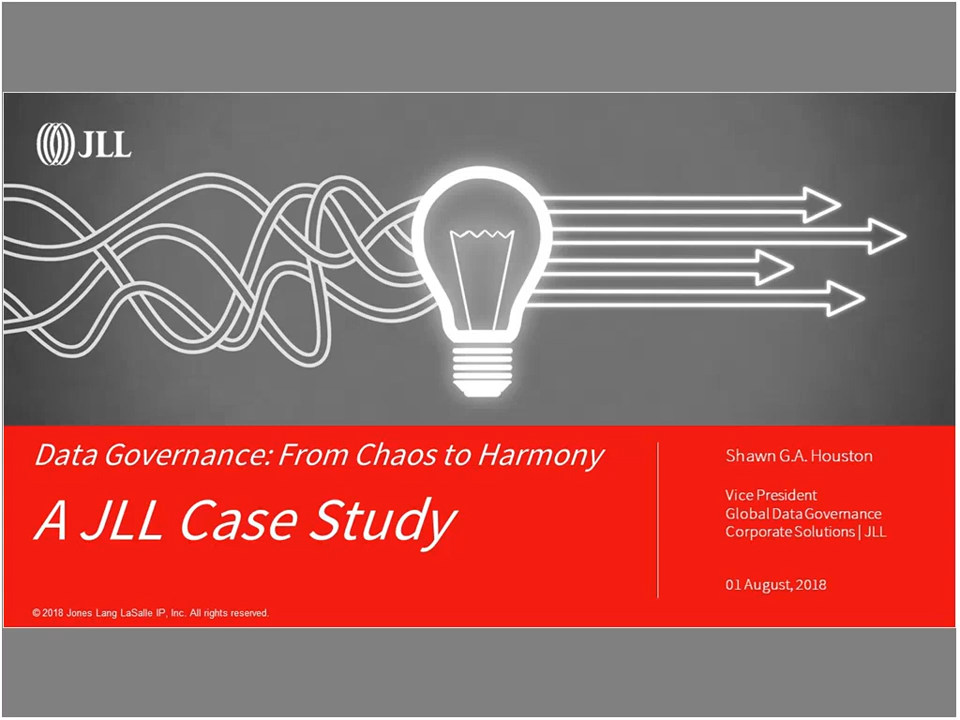 JLL
Data Governance: From Chaos to Harmony
A JLL Case Study
© 2018 Jones Lang LaSalle IP, Inc. All rights reserved.
Shawn G.A. Houston
Vice President
Global Data Governance
Corporate Solutions | JLL
01 August, 2018